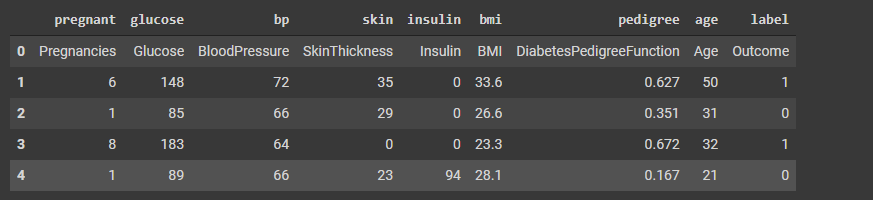 pregnant glucose bp skin insulin bmi pedigree age label
0 Pregnancies Glucose BloodPressure SkinThickness Insulin BMI DiabetesPedigreeFunction Age Outcome
1 6 148 72 35 0 33.6 0.627 50 1
2 1 85 66 29 0 26.6 0.351 31 0
3 8 183 64 0 0 23.3 0.672 32 1
4 1 89 66 23 94 28.1 0.167 21 0